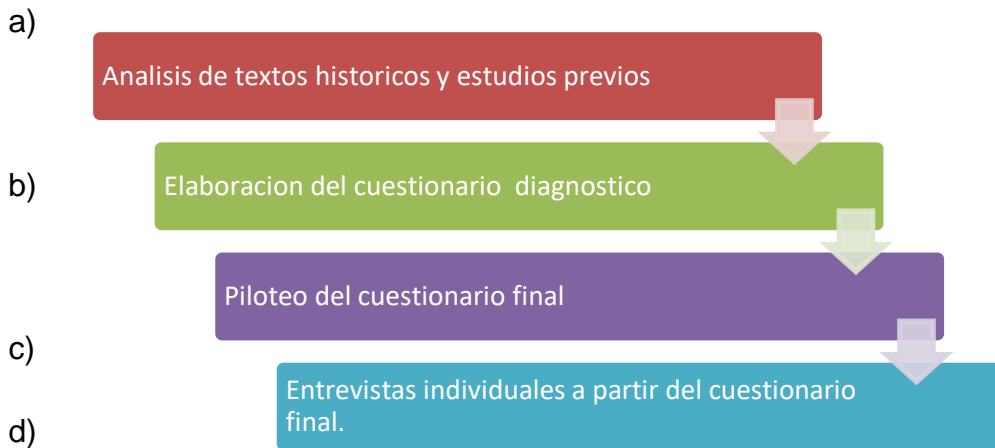 a)
Analisis de textos historicos y estudios previos
b)
Elaboracion del cuestionario  diagnostico
Piloteo del cuestionario final
c)
Entrevistas individuales a partir del cuestionario
final.
d)